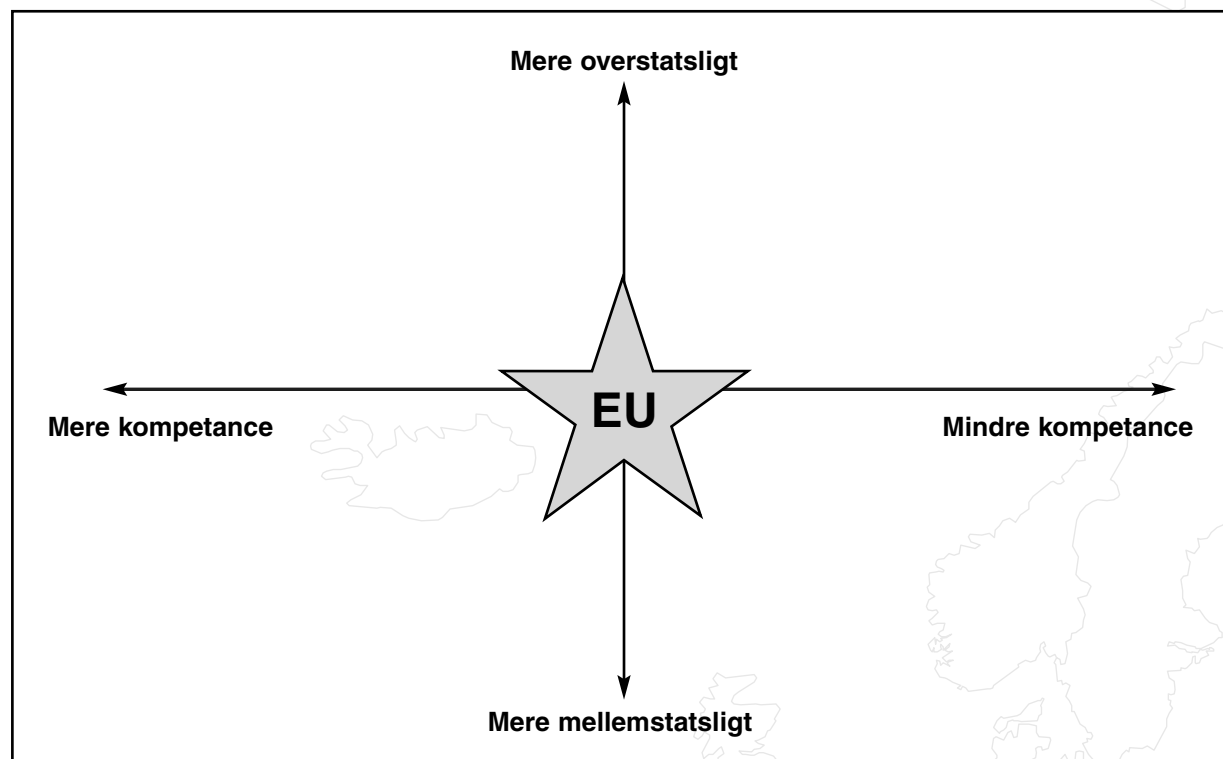 Mere overstatsligt
EU
Mere kompetance
Mindre kompetance
Mere mellemstatsligt